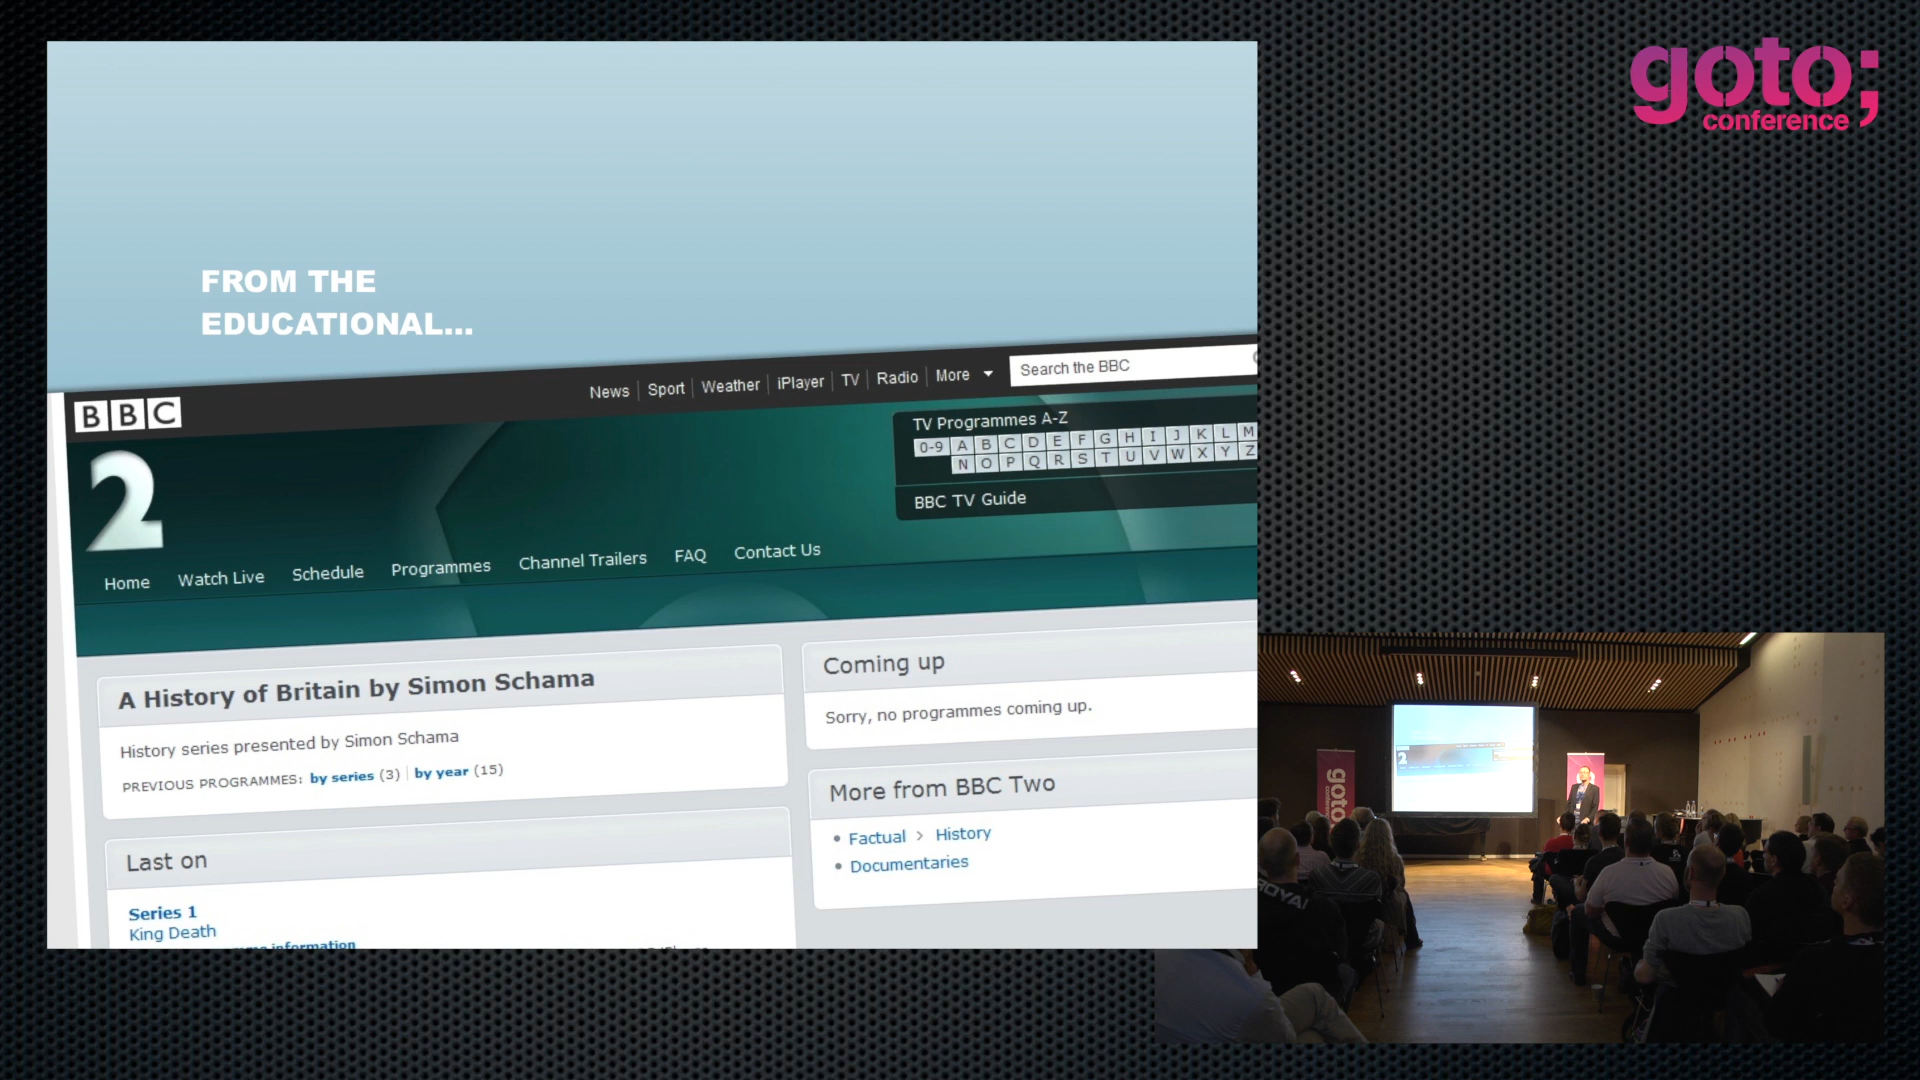 goto;
conference
FROM THE
EDUCATIONAL...
BBC
News Sport Weather iPlayer TV Radio More
Search the BBC
2
TV Programmes A-Z
0-9 A B C D E F G H I J K L M
N O P Q R S T U V W X Y Z
BBC TV Guide
Home Watch Live Schedule Programmes Channel Trailers FAQ Contact Us
A History of Britain by Simon Schama
History series presented by Simon Schama
PREVIOUS PROGRAMMES: by series (3) by year (15)
Last on
Series 1
King Death
information
Coming up
Sorry, no programmes coming up.
More from BBC Two
Factual > History
Documentaries
goto;
2